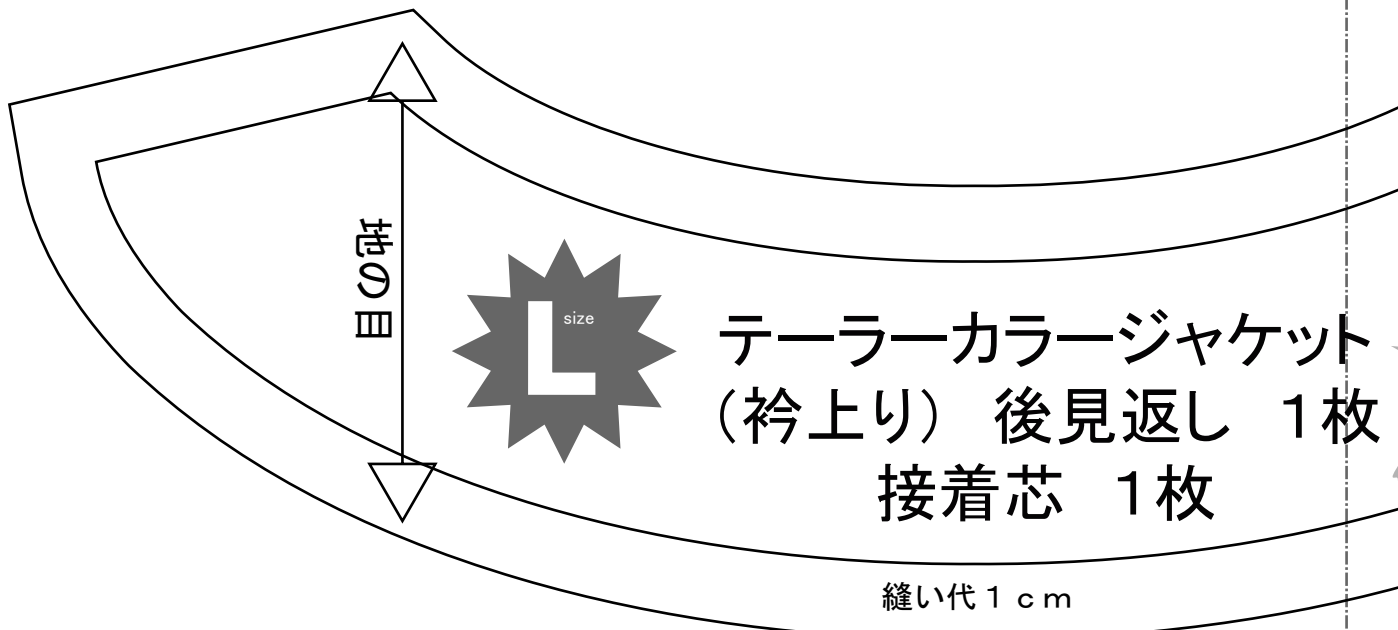 地の目
L
size
テーラーカラージャケット
（衿上り）　後見返し　１枚
接着芯　１枚
縫い代１ｃｍ